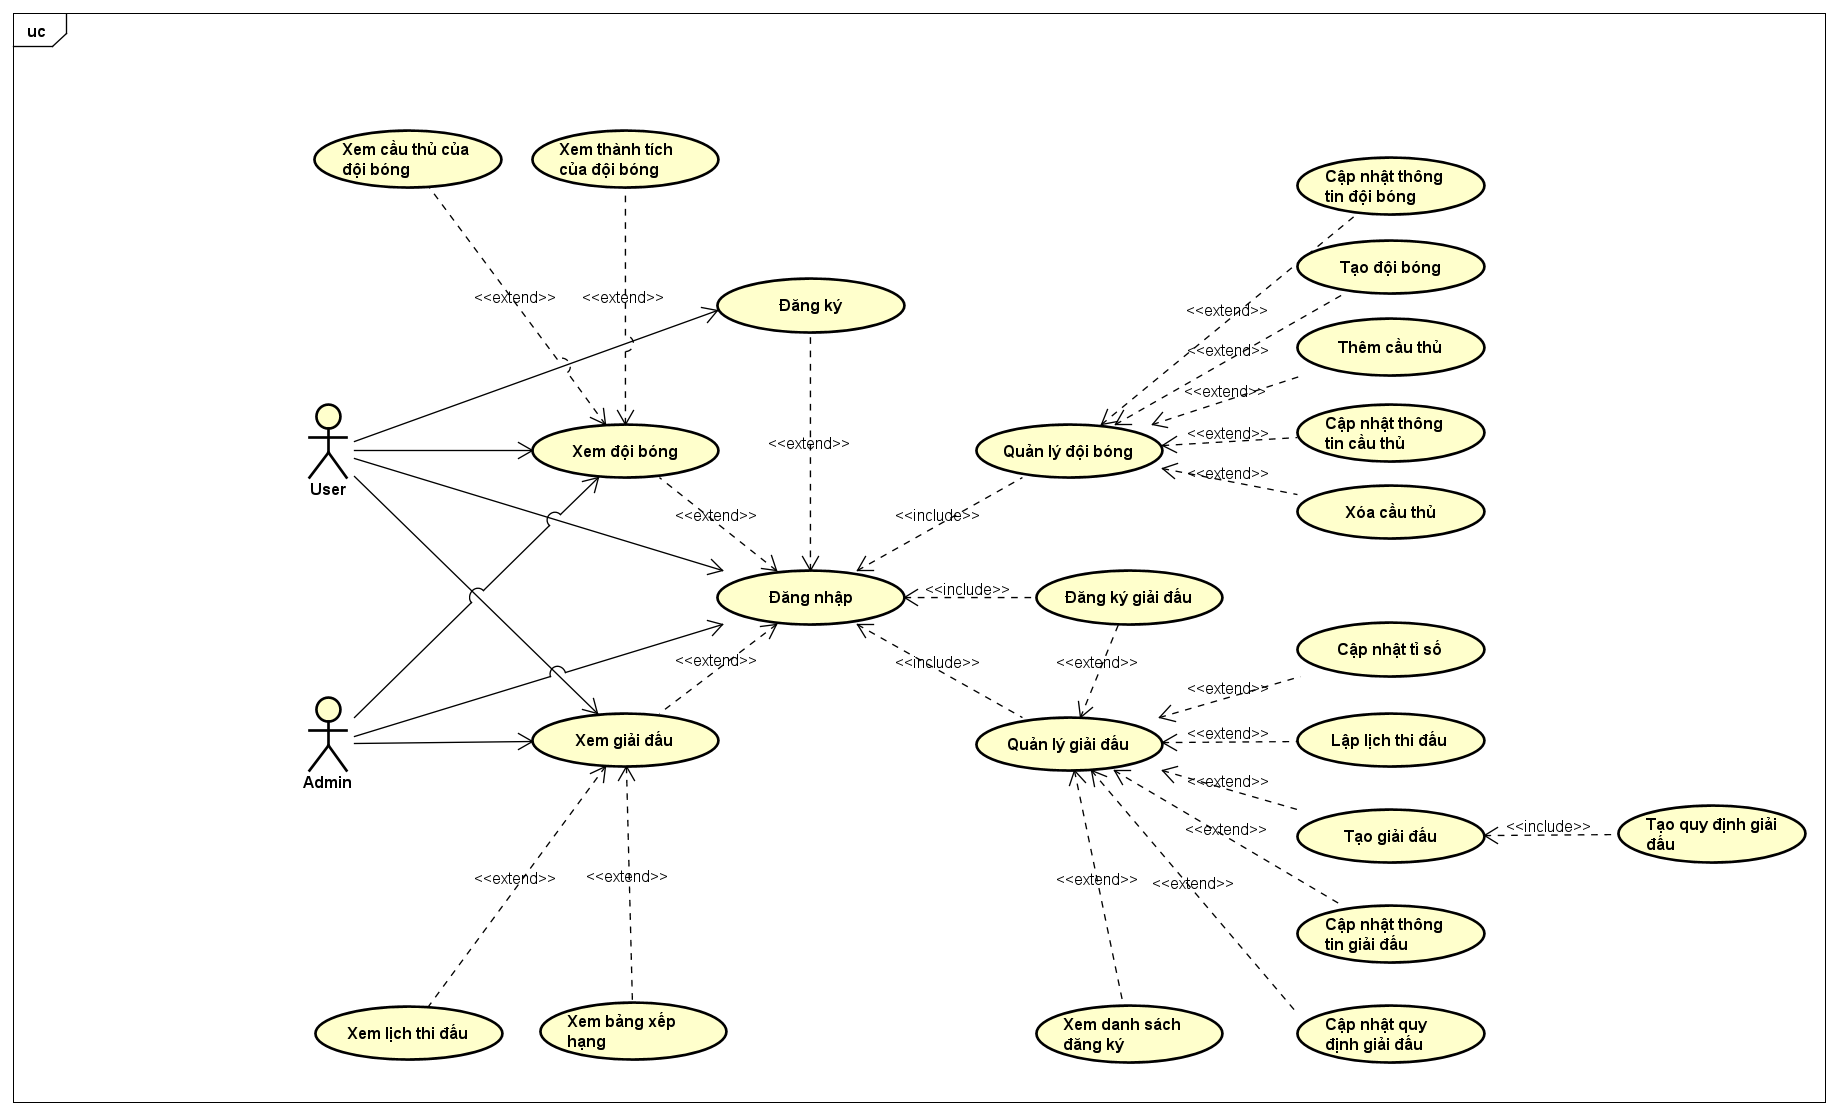 uc
Xem cầu thủ của
đội bóng
Xem thành tích
của đội bóng
Cập nhật thông
tin đội bóng
Tạo đội bóng
<<extend>>
<<extend>>
Đăng ký
<<extend>>
Thêm cầu thủ
<<extend>>
<<extend>>
Cập nhật thông
tin cầu thủ
<<extend>>
<<extend>>
User
Xem đội bóng
Quản lý đội bóng
<<extend>>
Xóa cầu thủ
<<extend>>
<<include>>
Đăng nhập
<<include>>
Đăng ký giải đấu
<<extend>>
<<include>>
<<extend>>
Cập nhật tỉ số
<<extend>>
Admin
Xem giải đấu
Quản lý giải đấu
<<extend>>
Lập lịch thi đấu
<<extend>>
Tạo giải đấu
<<include>>
Tạo quy định giải
đấu
<<extend>>
<<extend>>
<<extend>>
<<extend>>
<<extend>>
Cập nhật thông
tin giải đấu
Xem lịch thi đấu
Xem bảng xếp
hạng
Xem danh sách
đăng ký
Cập nhật quy
định giải đấu